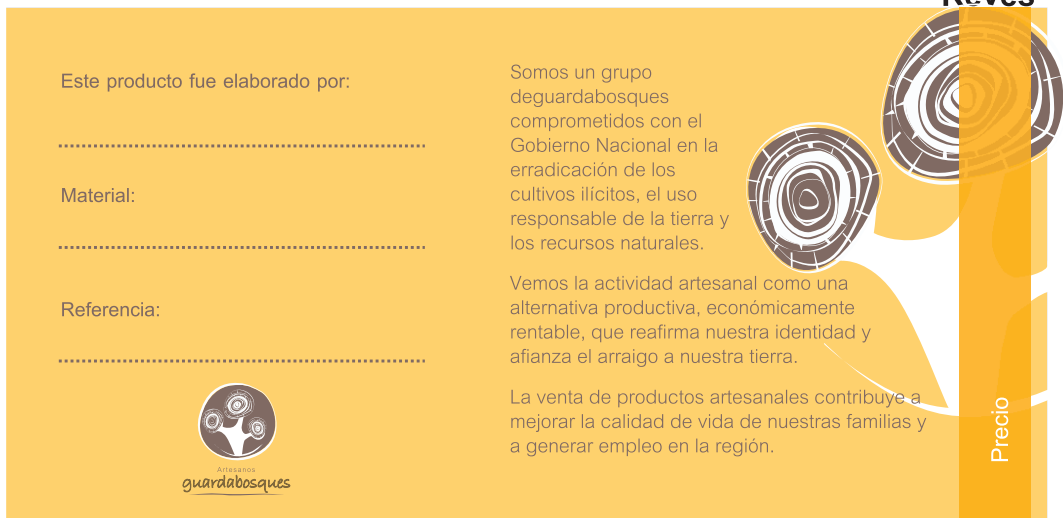 Revés
Este producto fue elaborado por:
Material:
Referencia:
Artesanos
guardabosques
Somos un grupo
deguardabosques
comprometidos con el
Gobierno Nacional en la
erradicación de los
cultivos ilícitos, el uso
responsable de la tierra y
los recursos naturales.
Vemos la actividad artesanal como una
alternativa productiva, económicamente
rentable, que reafirma nuestra identidad y
afianza el arraigo a nuestra tierra.
La venta de productos artesanales contribuye a
mejorar la calidad de vida de nuestras familias y
a generar empleo en la región.
Precio